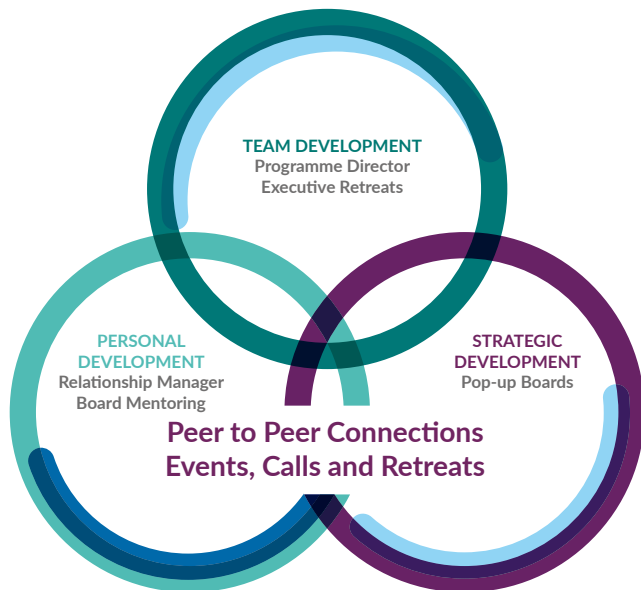 TEAM DEVELOPMENT
Programme Director
Executive Retreats
PERSONAL
DEVELOPMENT
Relationship Manager
Board Mentoring
STRATEGIC
DEVELOPMENT
Pop-up Boards
Peer to Peer Connections
Events, Calls and Retreats